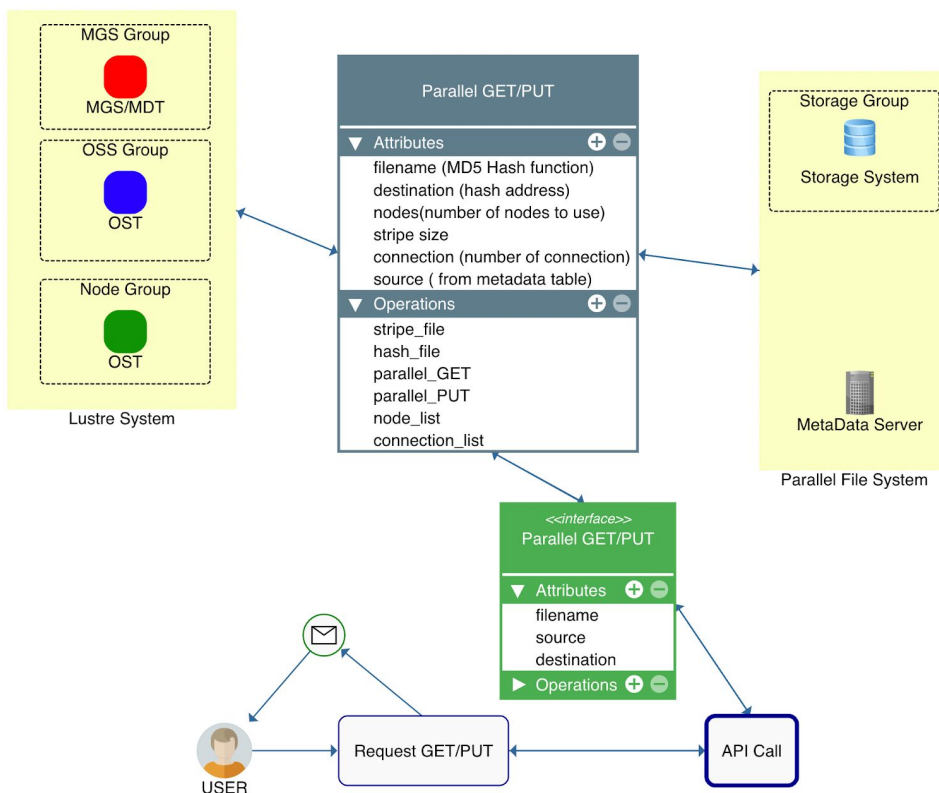 MGS Group
MGS/MDT
OSS Group
OST
Node Group
OST
Lustre System
Parallel GET/PUT
Attributes
filename (MD5 Hash function)
destination (hash address)
nodes(number of nodes to use)
stripe size
connection (number of connection)
source ( from metadata table)
Operations
stripe_file
hash_file
parallel_GET
parallel_PUT
node_list
connection_list
Storage Group
Storage System
MetaData Server
Parallel File System
<<interface>>
Parallel GET/PUT
Attributes
filename
source
destination
Operations
USER
Request GET/PUT
API Call